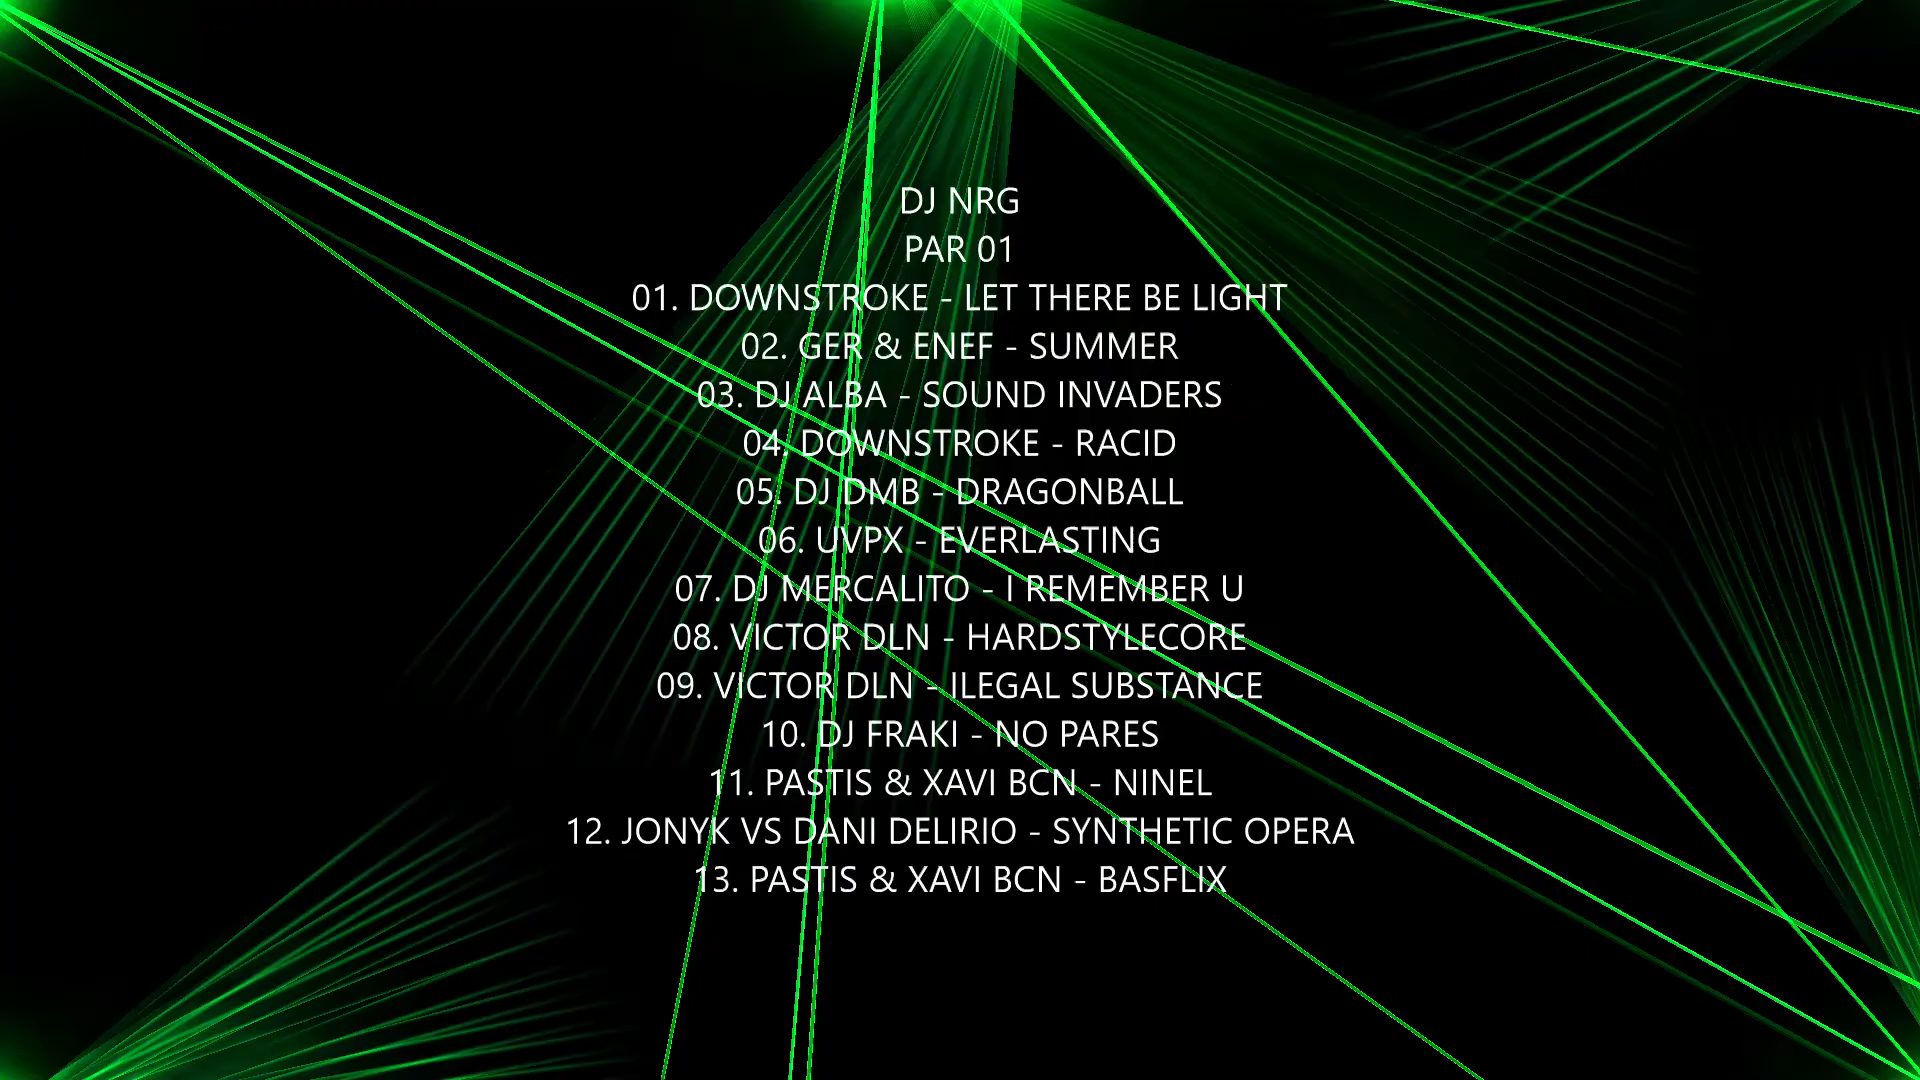 DJ NRG
PAR 01
01. DOWNSTROKE - LET THERE BE LIGHT
02. GER & ENEF - SUMMER
03. DJ ALBA - SOUND INVADERS
04. DOWNSTROKE - RACID
05. DJ DMB - DRAGONBALL
06. UVPX - EVERLASTING
07. DJ MERCALITO - I REMEMBER U
08. VICTOR DLN - HARDSTYLECORE
09. VICTOR DLN - ILEGAL SUBSTANCE
10. DJ FRAKI - NO PARES
11. PASTIS & XAVI BCN - NINEL
12. JONYK VS DANI DELIRIO - SYNTHETIC OPERA
13. PASTIS & XAVI BCN - BASFLIX